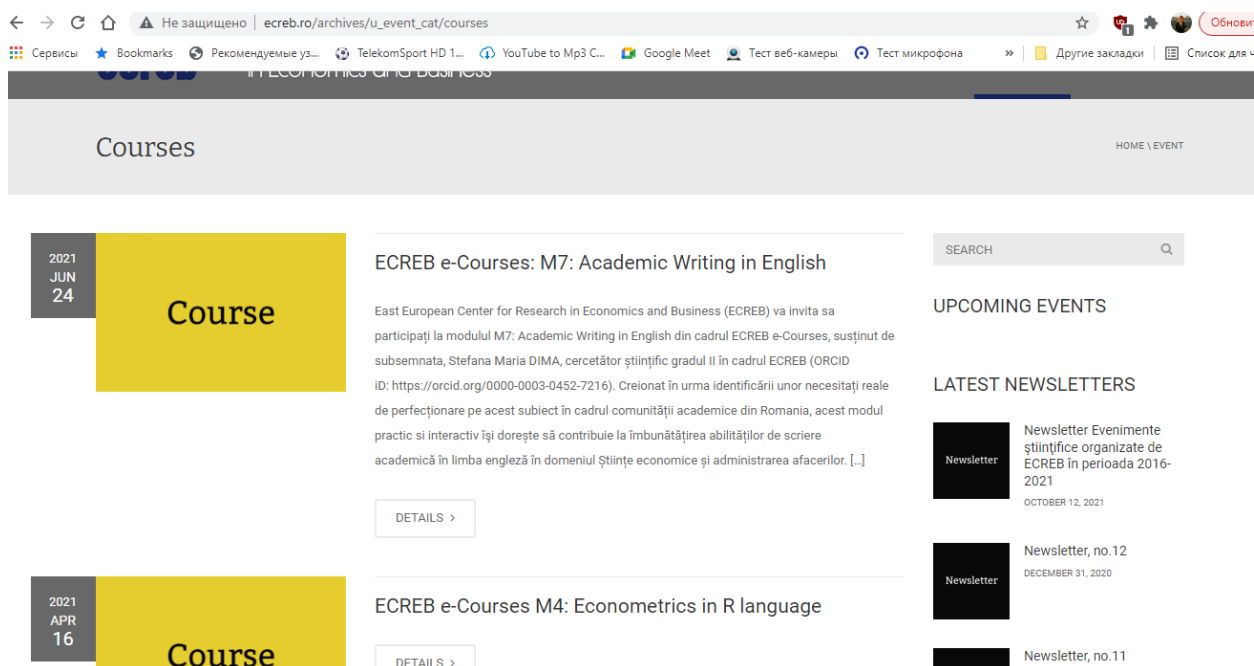 Не защищено | ecreb.ro/archives/u_event_cat/courses
Обновит
Сервисы Bookmarks Рекомендуемые уз... TelekomSport HD 1... YouTube to Mp3 C... Google Meet Тест веб-камеры Тест микрофона » Другие закладки Список для ч
ecreb in Economics and Business
Courses
HOME \ EVENT
2021
JUN
24
Course
ECREB e-Courses: M7: Academic Writing in English
East European Center for Research in Economics and Business (ECREB) va invita sa
participați la modulul M7: Academic Writing in English din cadrul ECREB e-Courses, susținut de
subsemnata, Stefana Maria DIMA, cercetător științific gradul II în cadrul ECREB (ORCID
iD: https://orcid.org/0000-0003-0452-7216). Creionat în urma identificării unor necesitați reale
de perfecționare pe acest subiect în cadrul comunității academice din Romania, acest modul
practic si interactiv își dorește să contribuie la îmbunătățirea abilităților de scriere
academică în limba engleză în domeniul Științe economice și administrarea afacerilor. [...]
DETAILS >
2021
APR
16
Course
ECREB e-Courses M4: Econometrics in R language
DETAILS >
SEARCH
UPCOMING EVENTS
LATEST NEWSLETTERS
Newsletter
Newsletter Evenimente
ştiinţifice organizate de
ECREB în perioada 2016-
2021
OCTOBER 12, 2021
Newsletter
Newsletter, no.12
DECEMBER 31, 2020
Newsletter, no.11